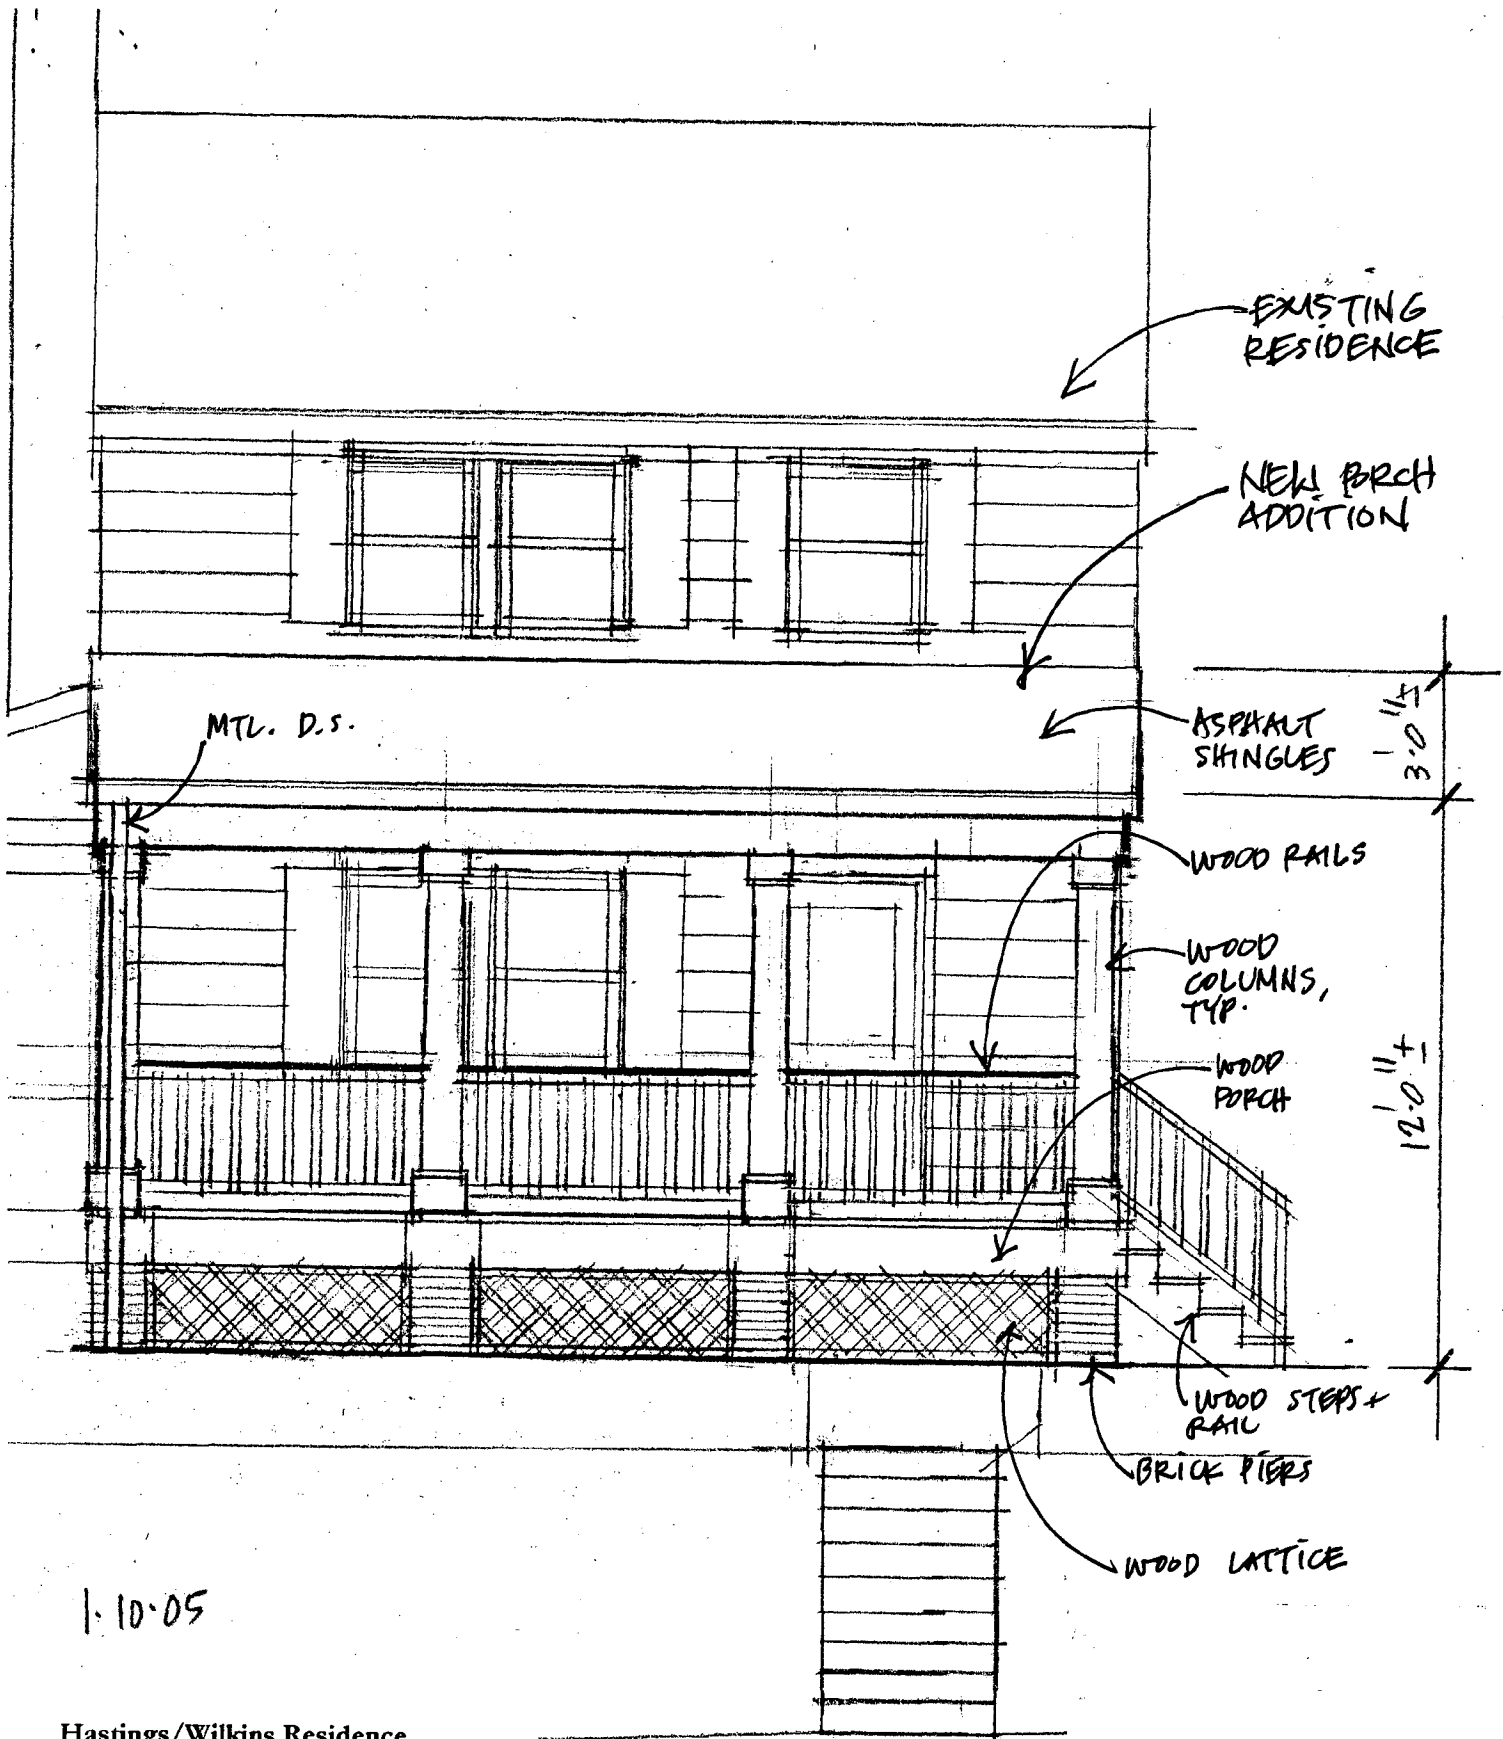 EXISTING
RESIDENCE
NEW PORCH
ADDITION
MTL. D.S.
ASPHALT
SHINGLES
3'-0"±
WOOD RAILS
WOOD
COLUMNS,
TYP.
WOOD
PORCH
12'-0"±
WOOD STEPS +
RAIL
BRICK PIERS
WOOD LATTICE
1.10.05
Hastings/Wilkins Residence